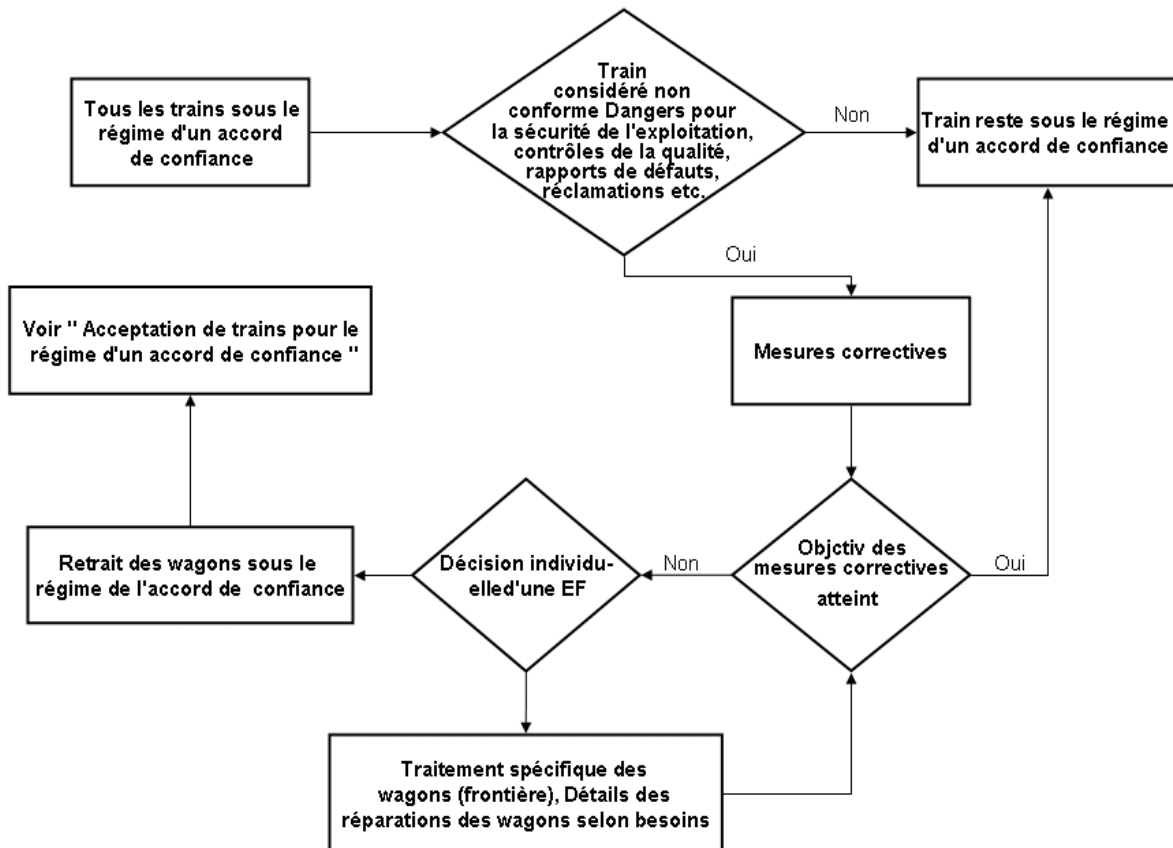 Tous les trains sous le
régime d'un accord
de confiance
Train
considéré non
conforme Dangers pour
la sécurité de l'exploitation,
contrôles de la qualité,
rapports de défauts,
réclamations etc.
Non
Train reste sous le régime
d'un accord de confiance
Oui
Voir " Acceptation de trains pour le
régime d'un accord de confiance "
Mesures correctives
Retrait des wagons sous le
régime de l'accord de confiance
Décision individu-
elled'une EF
Non
Objctiv des
mesures correctives
atteint
Oui
Traitement spécifique des
wagons (frontière), Détails des
réparations des wagons selon besoins